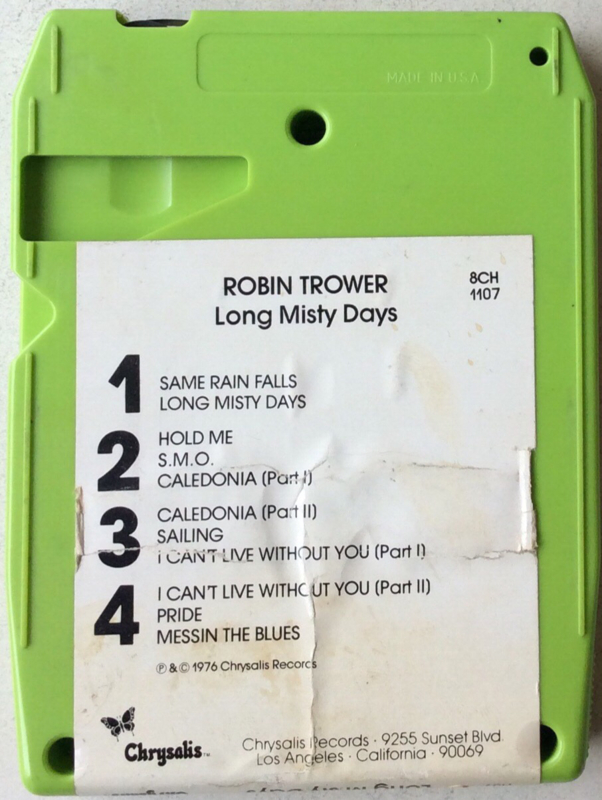 MADE IN U.S.A
ROBIN TROWER
8CH
1107
Long Misty Days
1
SAME RAIN FALLS
LONG MISTY DAYS
2
HOLD ME
S.M.O.
CALEDONIA (Part I)
3
CALEDONIA (Part II)
SAILING
I CAN'T LIVE WITHOUT YOU (Part I)
4
I CAN'T LIVE WITHOUT YOU (Part II)
PRIDE
MESSIN THE BLUES
℗ & © 1976 Chrysalis Records
Chrysalis™
Chrysalis Records · 9255 Sunset Blvd.
Los Angeles · California · 90069